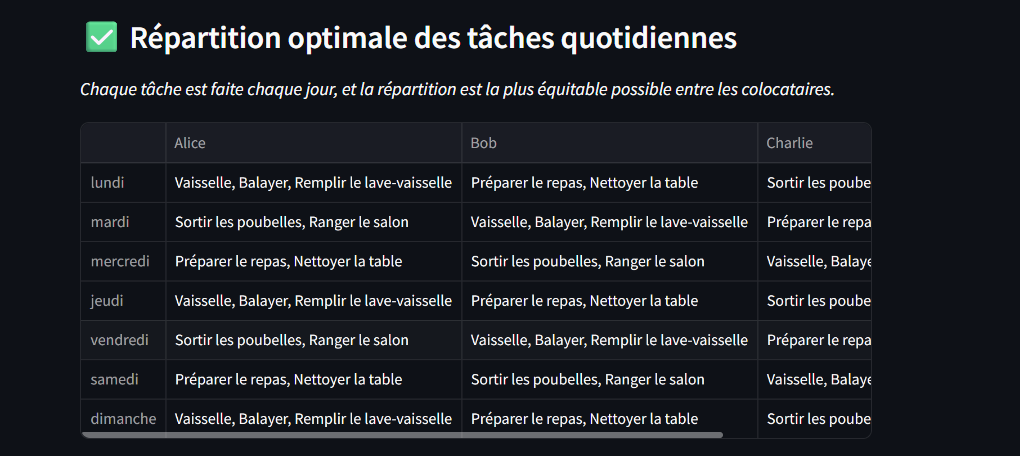 ✅ Répartition optimale des tâches quotidiennes
Chaque tâche est faite chaque jour, et la répartition est la plus équitable possible entre les colocataires.
Alice Bob Charlie
lundi Vaisselle, Balayer, Remplir le lave-vaisselle Préparer le repas, Nettoyer la table Sortir les poube
mardi Sortir les poubelles, Ranger le salon Vaisselle, Balayer, Remplir le lave-vaisselle Préparer le repa
mercredi Préparer le repas, Nettoyer la table Sortir les poubelles, Ranger le salon Vaisselle, Balaye
jeudi Vaisselle, Balayer, Remplir le lave-vaisselle Préparer le repas, Nettoyer la table Sortir les poube
vendredi Sortir les poubelles, Ranger le salon Vaisselle, Balayer, Remplir le lave-vaisselle Préparer le repa
samedi Préparer le repas, Nettoyer la table Sortir les poubelles, Ranger le salon Vaisselle, Balaye
dimanche Vaisselle, Balayer, Remplir le lave-vaisselle Préparer le repas, Nettoyer la table Sortir les poube